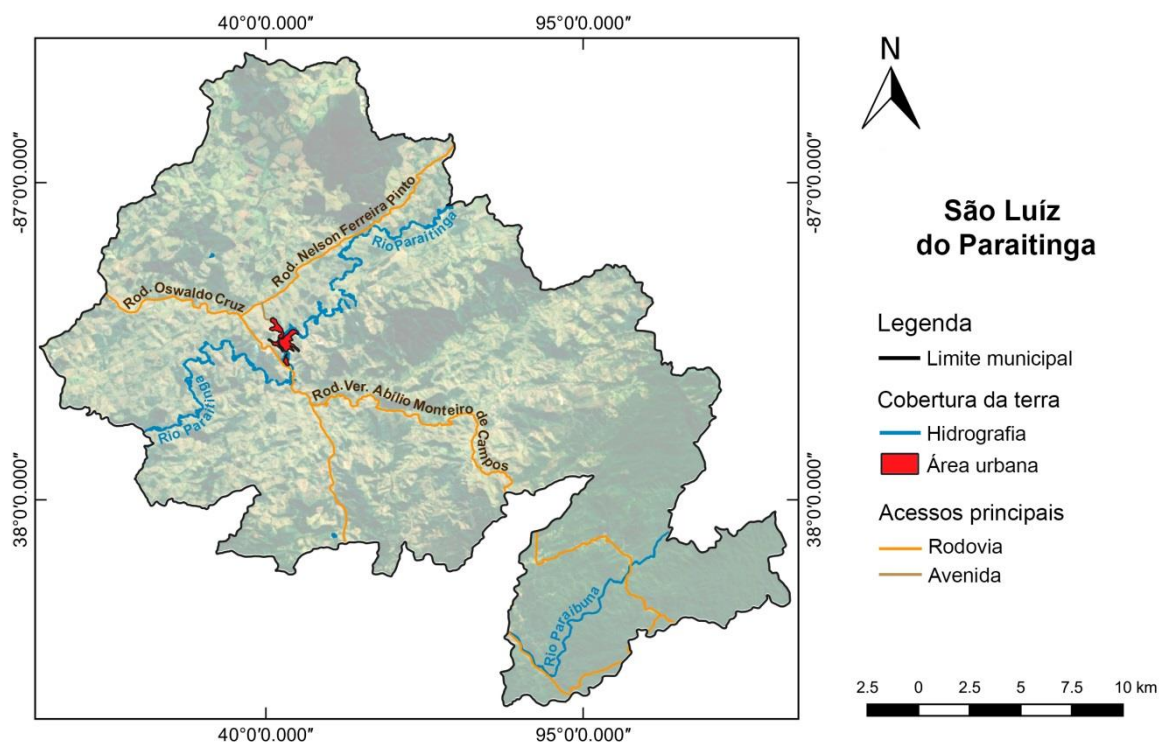 40°0'0.000"
95°0'0.000"
-87°0'0.000"
-87°0'0.000"
38°0'0.000"
38°0'0.000"
40°0'0.000"
95°0'0.000"
Rod. Nelson Ferreira Pinto
Rio Paraitinga
Rod. Oswaldo Cruz
Rod. Ver. Abílio Monteiro de Campos
Rio Paraitinga
Rio Paraibuna
N
São Luíz
do Paraitinga
Legenda
Limite municipal
Cobertura da terra
Hidrografia
Área urbana
Acessos principais
Rodovia
Avenida
2.5 0 2.5 5 7.5 10 km